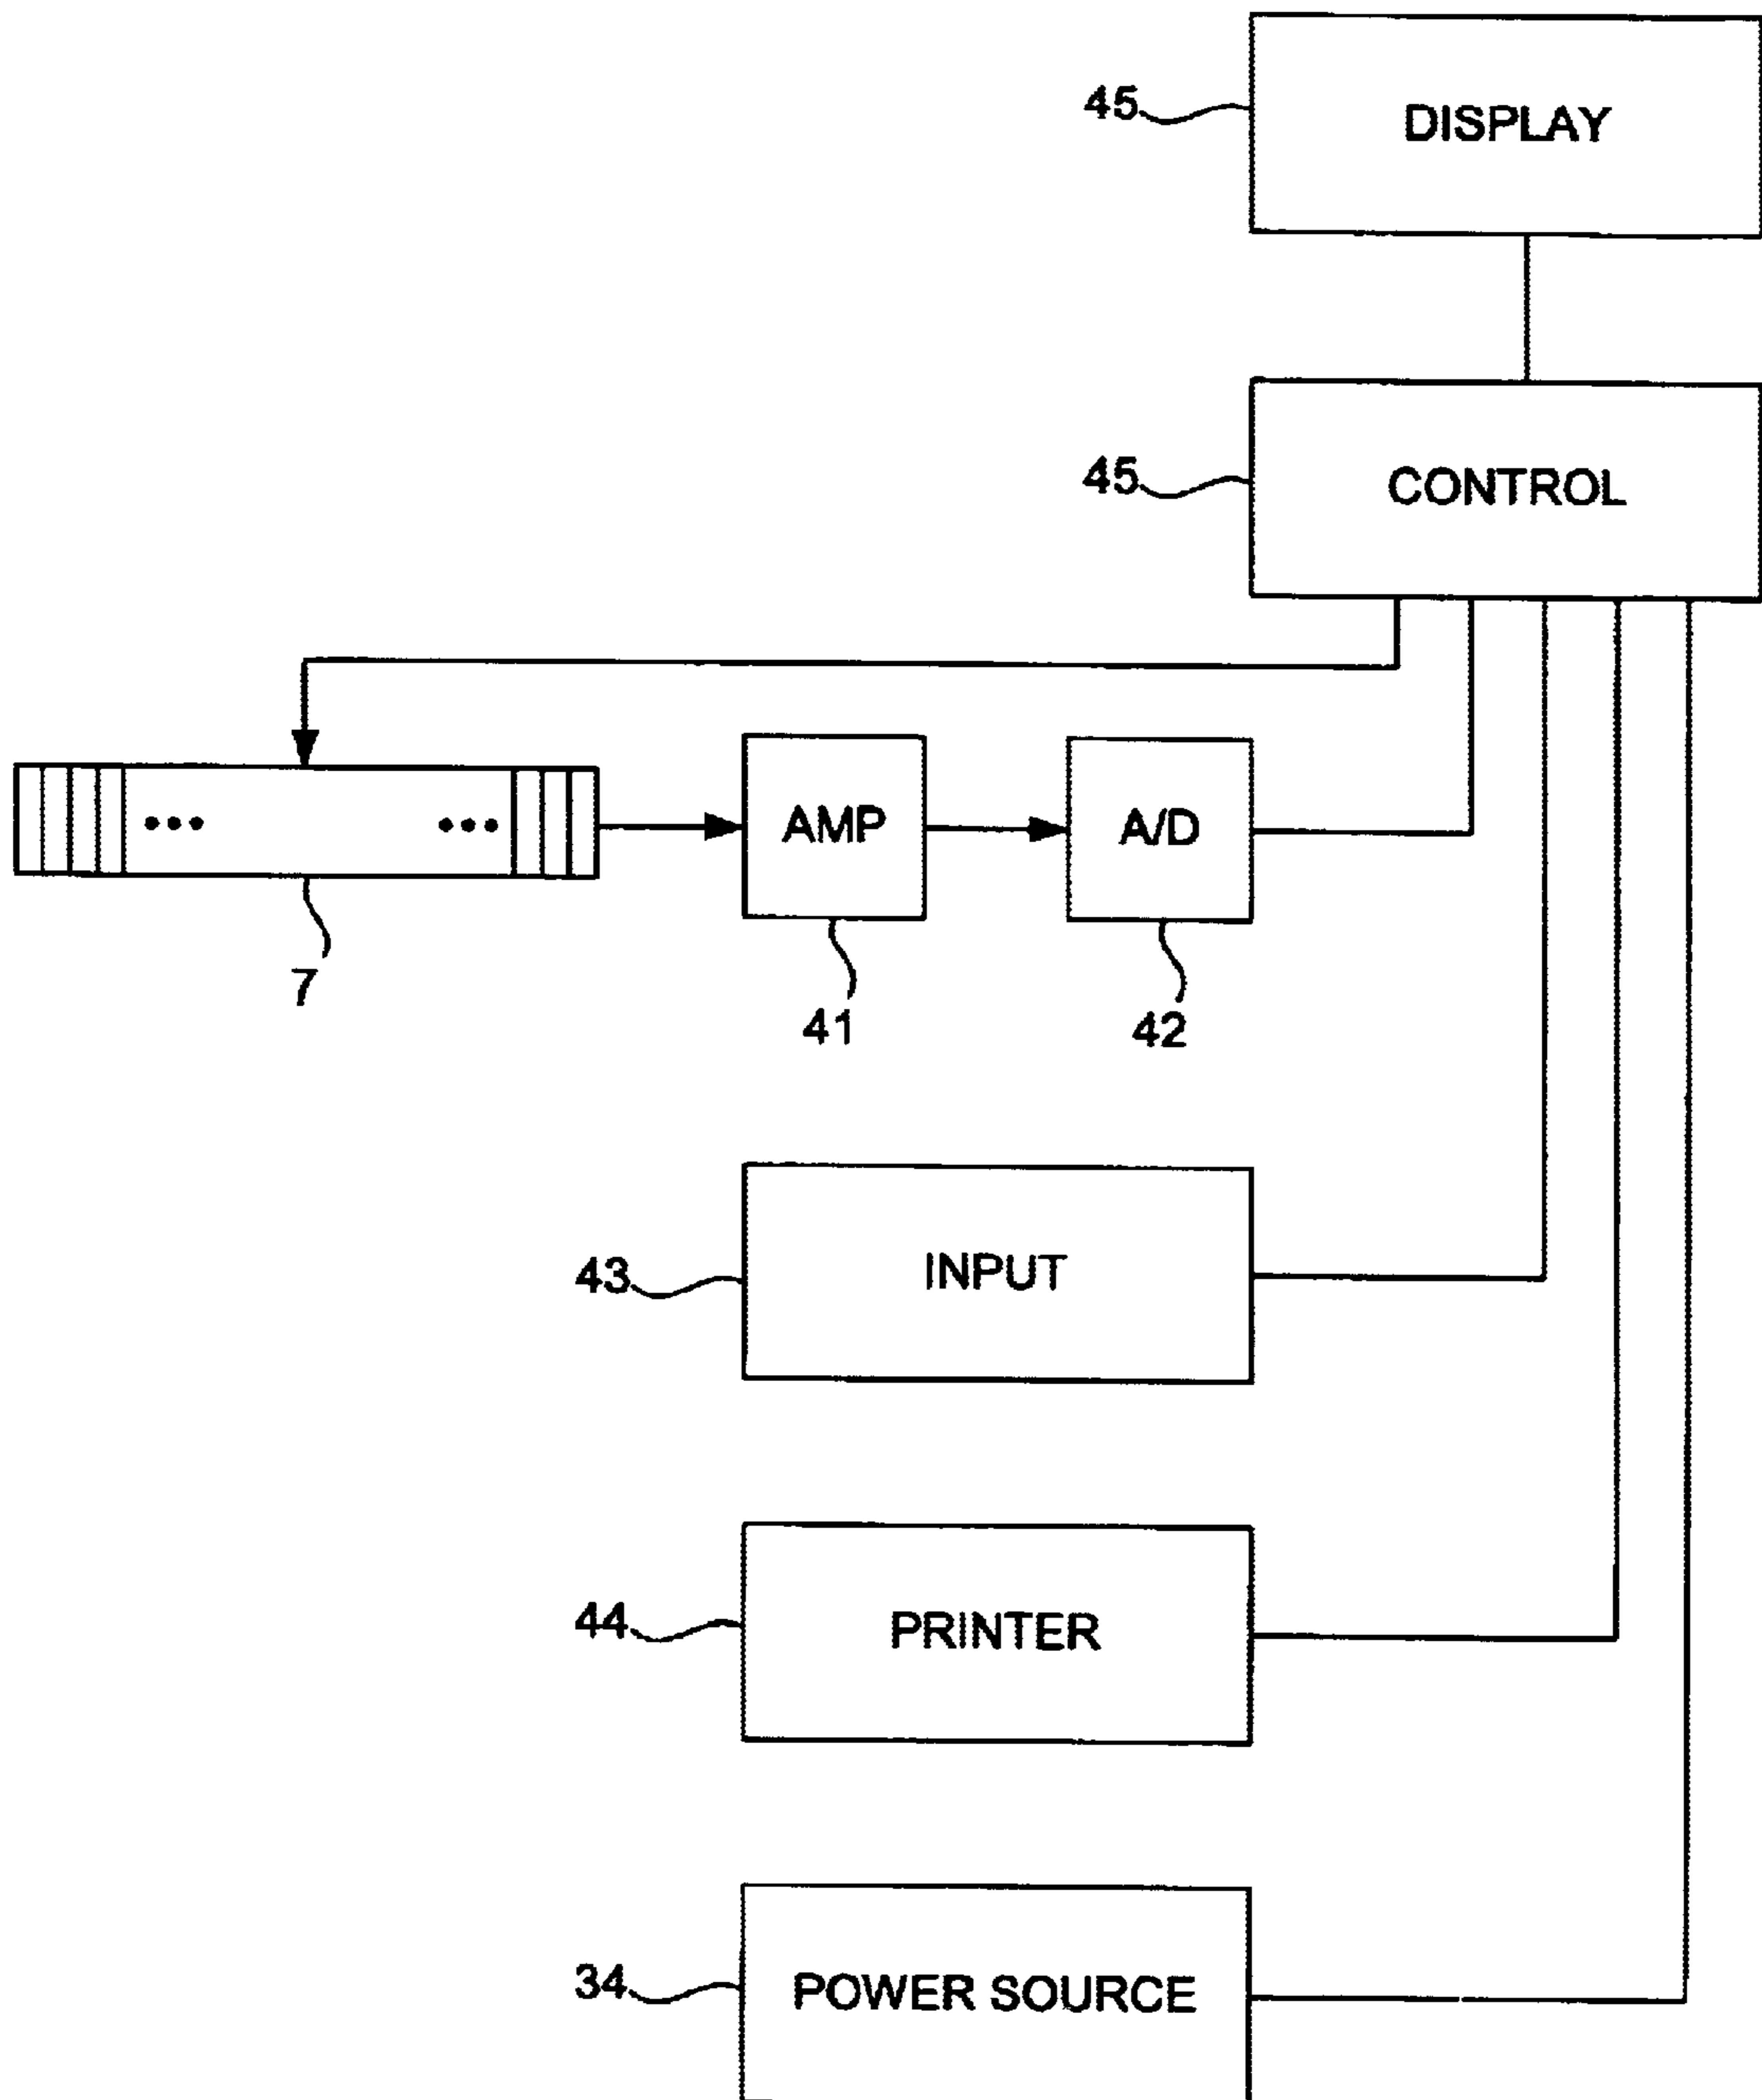 45
DISPLAY
45
CONTROL
AMP
A/D
7
41
42
43
INPUT
44
PRINTER
34
POWER SOURCE